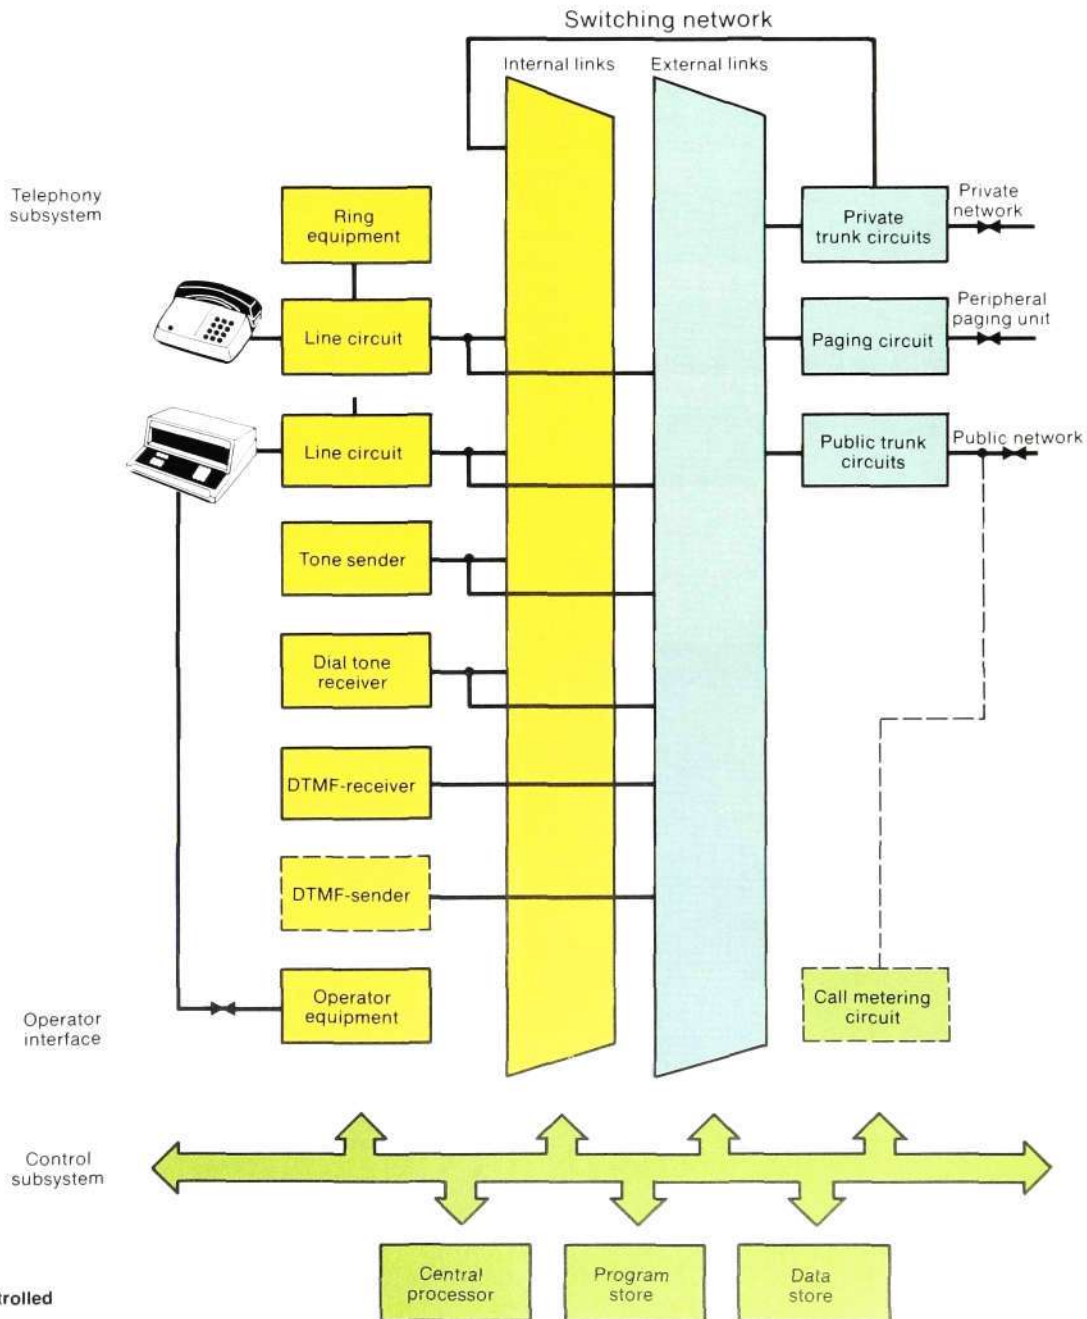 Switching network
Internal links
External links
Telephony
subsystem
Ring
equipment
Private
trunk circuits
Private
network
Line circuit
Paging circuit
Peripheral
paging unit
Line circuit
Public trunk
circuits
Public network
Tone sender
Dial tone
receiver
DTMF-receiver
DTMF-sender
Operator
interface
Operator
equipment
Call metering
circuit
Control
subsystem
Central
processor
Program
store
Data
store
trolled